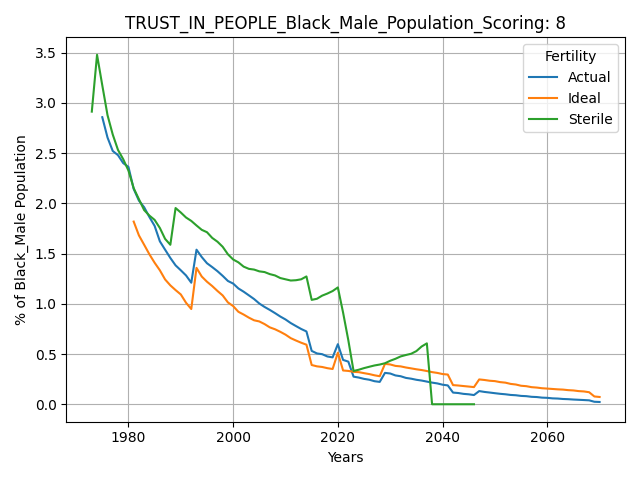 TRUST_IN_PEOPLE_Black_Male_Population_Scoring: 8
Fertility
Actual
Ideal
Sterile
% of Black_Male Population
3.5
3.0
2.5
2.0
1.5
1.0
0.5
0.0
1980 2000 2020 2040 2060
Years